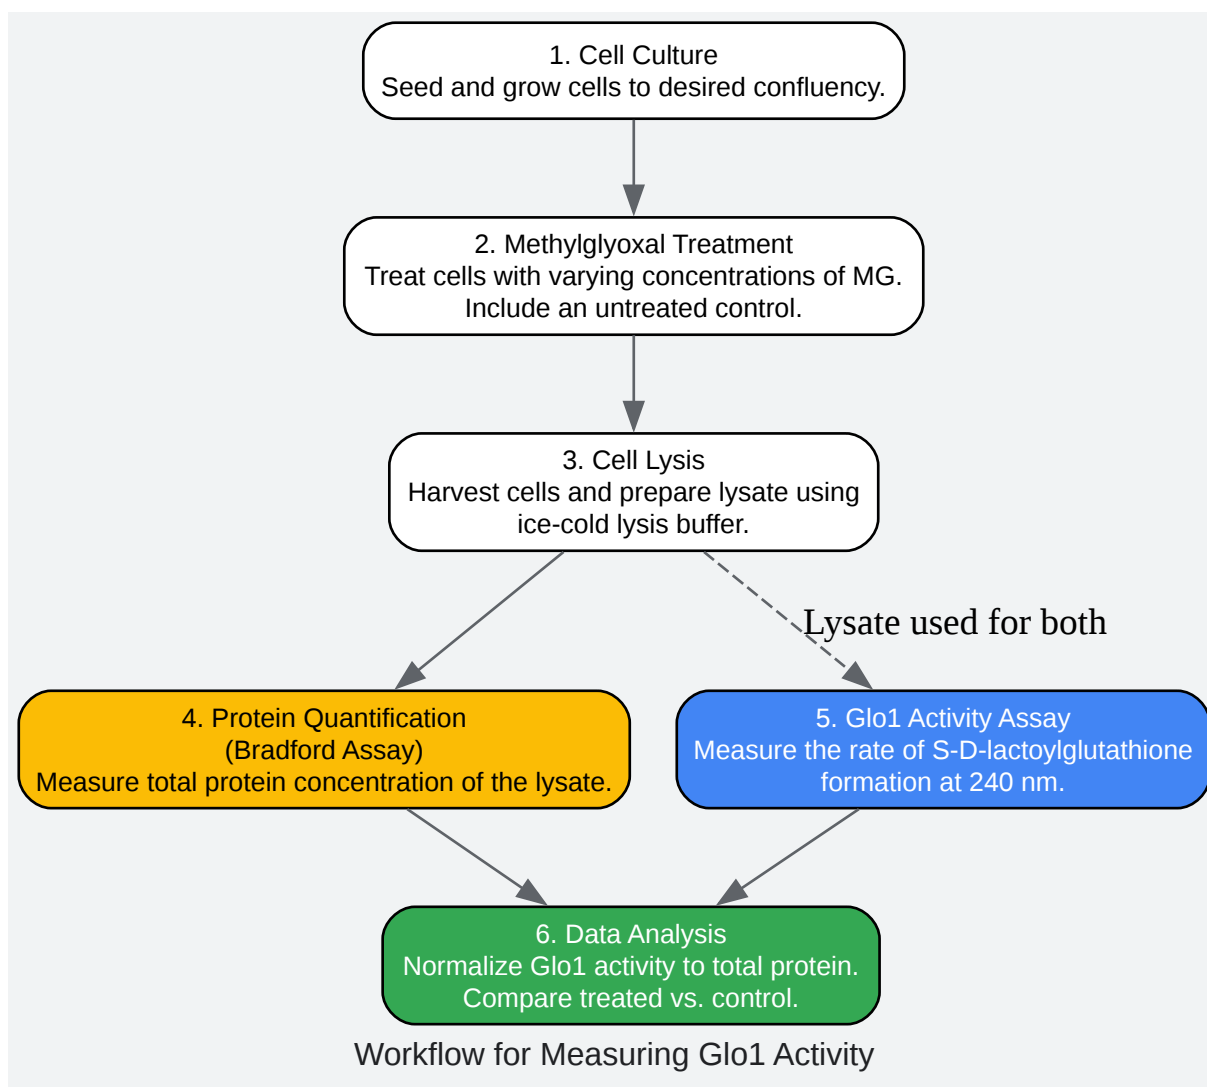 1. Cell Culture
Seed and grow cells to desired confluency.
2. Methylglyoxal Treatment
Treat cells with varying concentrations of MG.
Include an untreated control.
3. Cell Lysis
Harvest cells and prepare lysate using
ice-cold lysis buffer.
Lysate used for both
4. Protein Quantification
(Bradford Assay)
Measure total protein concentration of the lysate.
5. Glo1 Activity Assay
Measure the rate of S-D-lactoylglutathione
formation at 240 nm.
6. Data Analysis
Normalize Glo1 activity to total protein.
Compare treated vs. control.
Workflow for Measuring Glo1 Activity